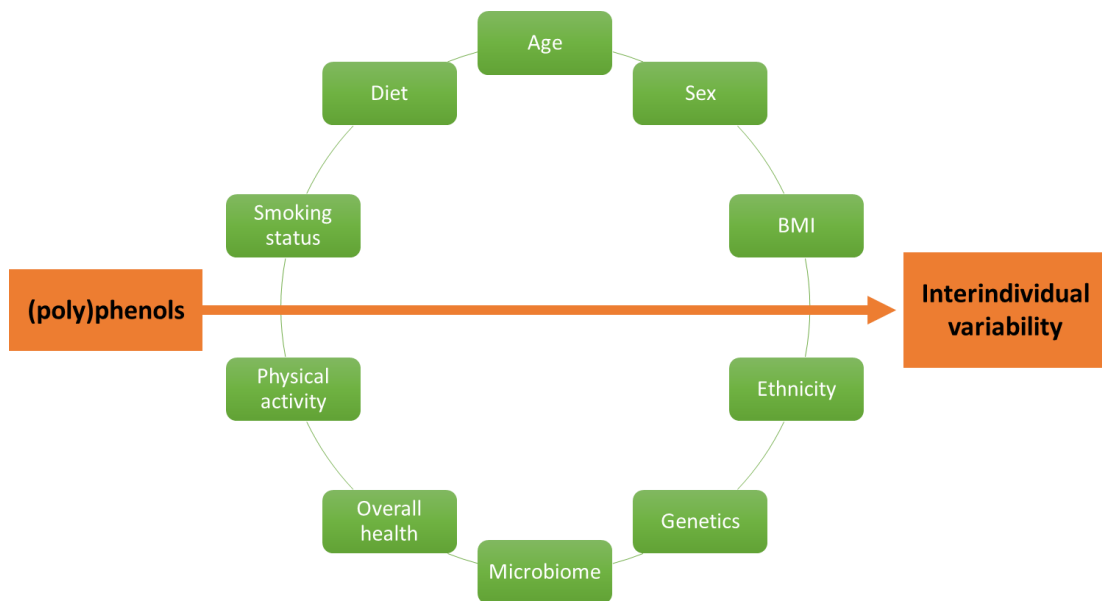 Age
Diet
Sex
Smoking
status
BMI
(poly)phenols
Interindividual
variability
Physical
activity
Ethnicity
Overall
health
Genetics
Microbiome